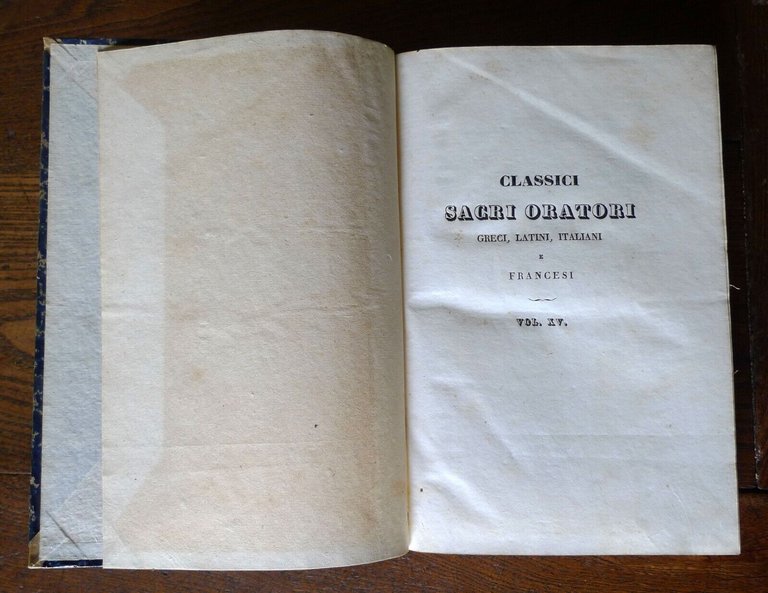 CLASSICI
SACRI ORATORI
GRECI, LATINI, ITALIANI
E
FRANCESI
VOL. XV.